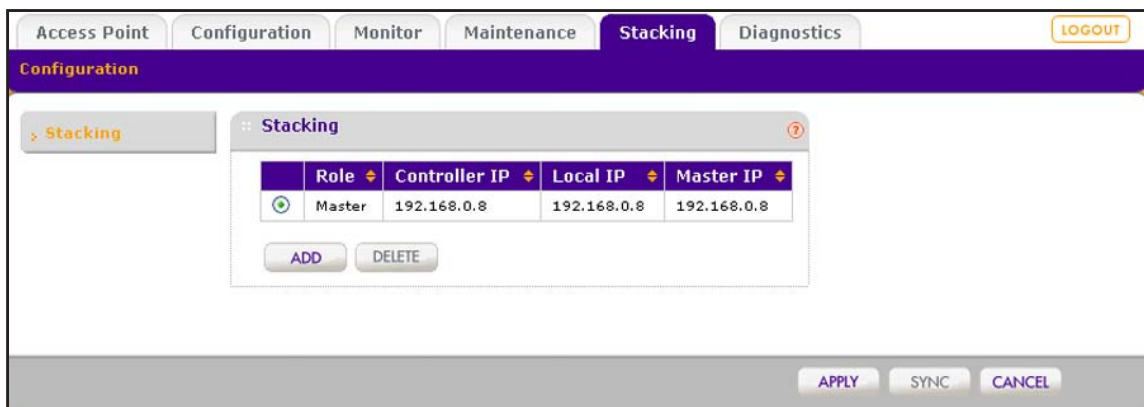 Access Point Configuration Monitor Maintenance Stacking Diagnostics LOGOUT
Configuration
Stacking
Stacking ?
Role Controller IP Local IP Master IP
Master 192.168.0.8 192.168.0.8 192.168.0.8
ADD DELETE
APPLY SYNC CANCEL